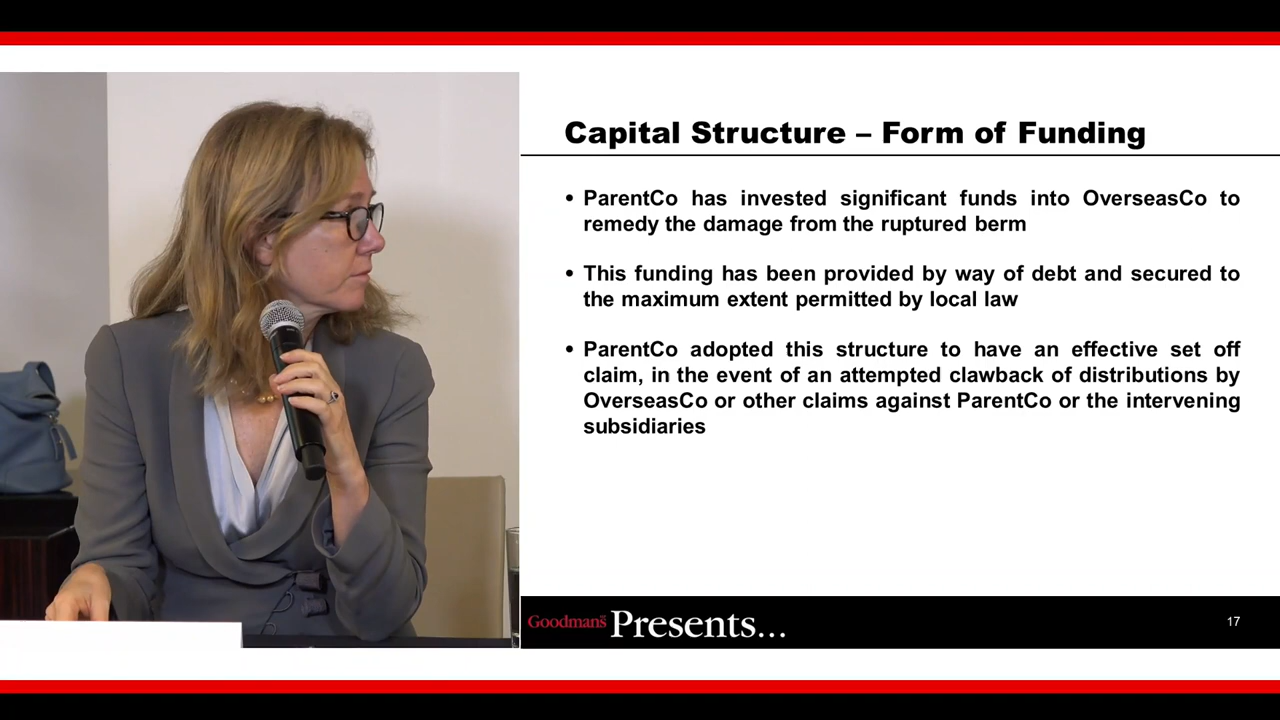 Capital Structure – Form of Funding
• ParentCo has invested significant funds into OverseasCo to
remedy the damage from the ruptured berm
• This funding has been provided by way of debt and secured to
the maximum extent permitted by local law
• ParentCo adopted this structure to have an effective set off
claim, in the event of an attempted clawback of distributions by
OverseasCo or other claims against ParentCo or the intervening
subsidiaries
Goodmans Presents...
17